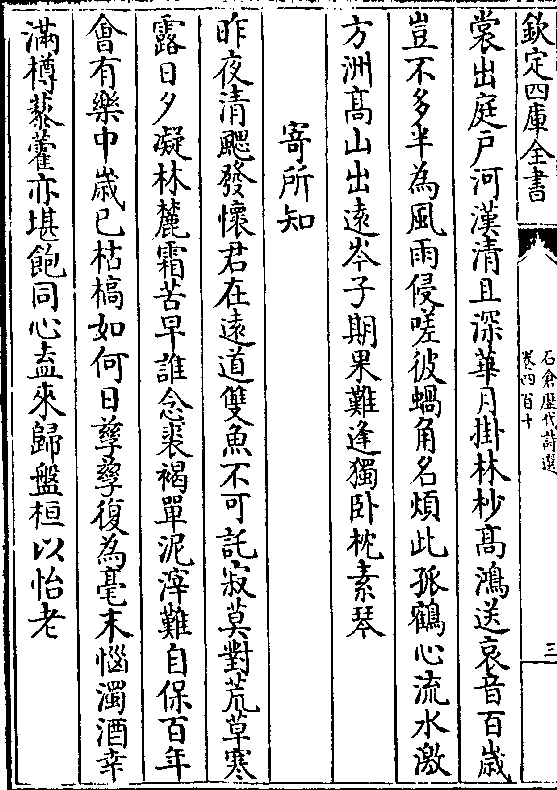 欽定四庫全書
石倉歷代詩選
卷四百十
三
裳出庭戶河漢清且深華月掛林杪髙鴻送哀音百歳
豈不多半為風雨侵嗟彼蝸角名煩此孤鶴心流水激
方洲髙山出遠岑子期果難逢獨卧枕素琴
寄所知
昨夜清颸發懷君在遠道雙魚不可託寂莫對荒草寒
露日夕凝林麓霜苦早誰念裘褐單泥滓難自保百年
會有樂中歳已枯槁如何日孳孳復為毫末惱濁酒幸
滿樽藜藿亦堪飽同心盍來歸盤桓以怡老